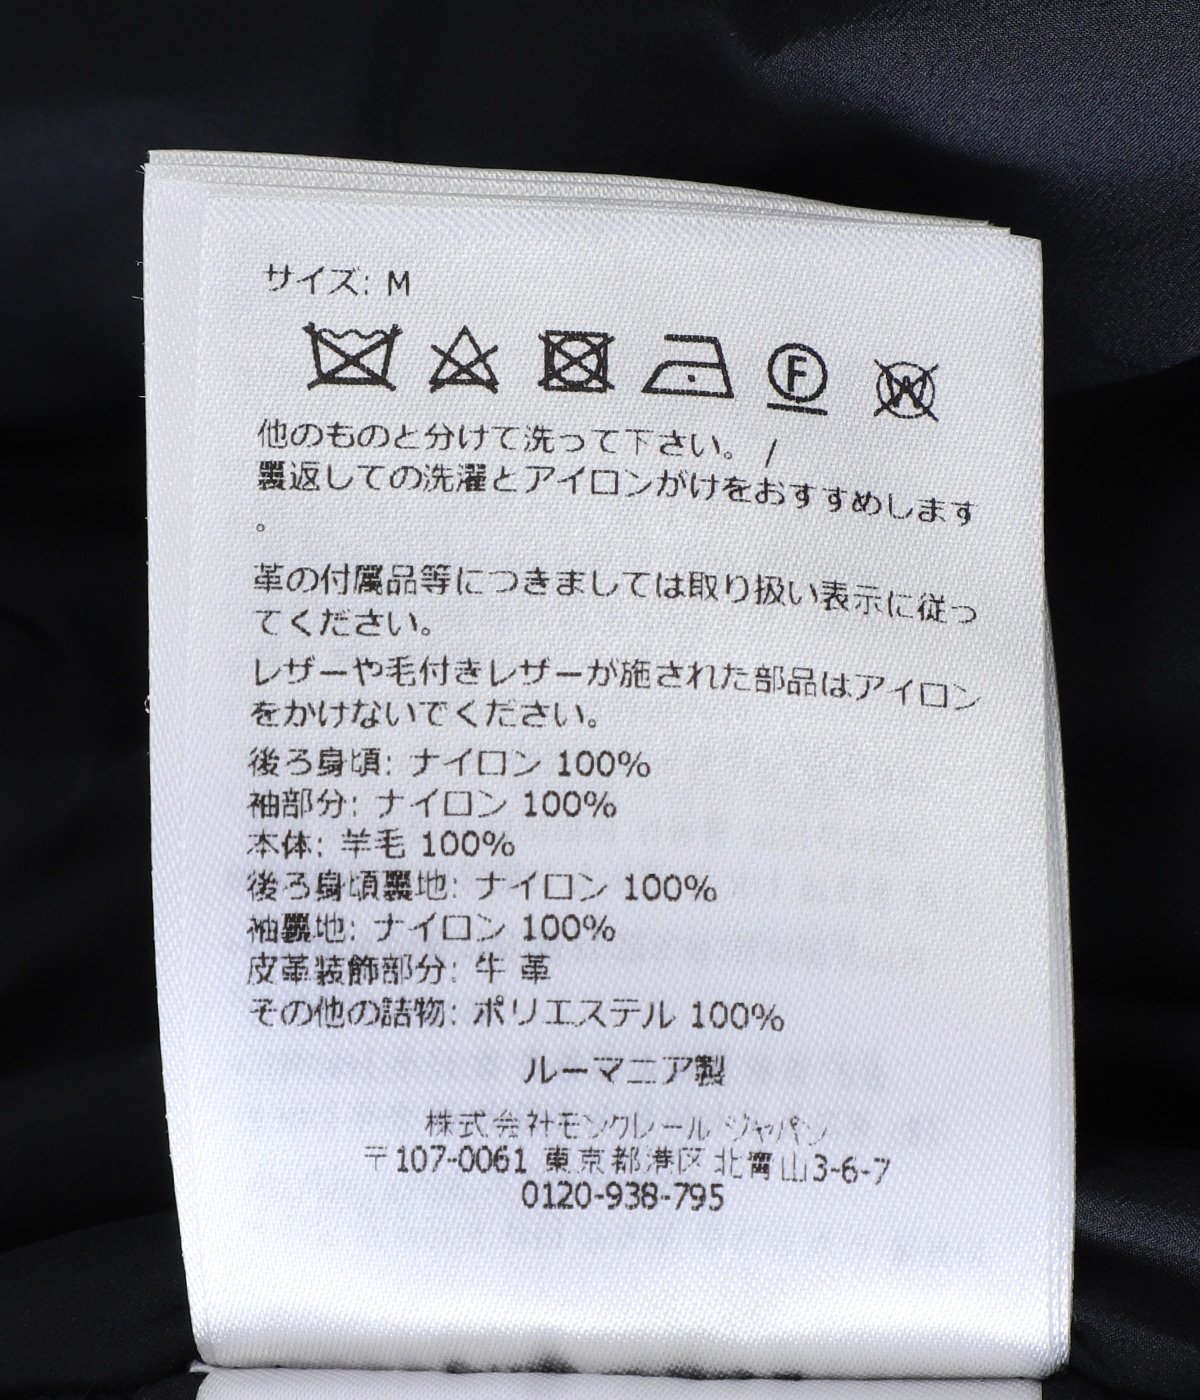 サイズ: M
F
W
他のものと分けて洗って下さい。 /
裏返しての洗濯とアイロンがけをおすすめします
。
革の付属品等につきましては取り扱い表示に従っ
てください。
レザーや毛付きレザーが施された部品はアイロン
をかけないでください。
後ろ身頃: ナイロン 100%
袖部分: ナイロン 100%
本体: 羊毛 100%
後ろ身頃裏地: ナイロン 100%
袖裏地: ナイロン 100%
皮革装飾部分: 牛 革
その他の詰物: ポリエステル 100%
ルーマニア製
株式会社モンクレール ジャパン
〒107-0061 東京都港区北青山3-6-7
0120-938-795